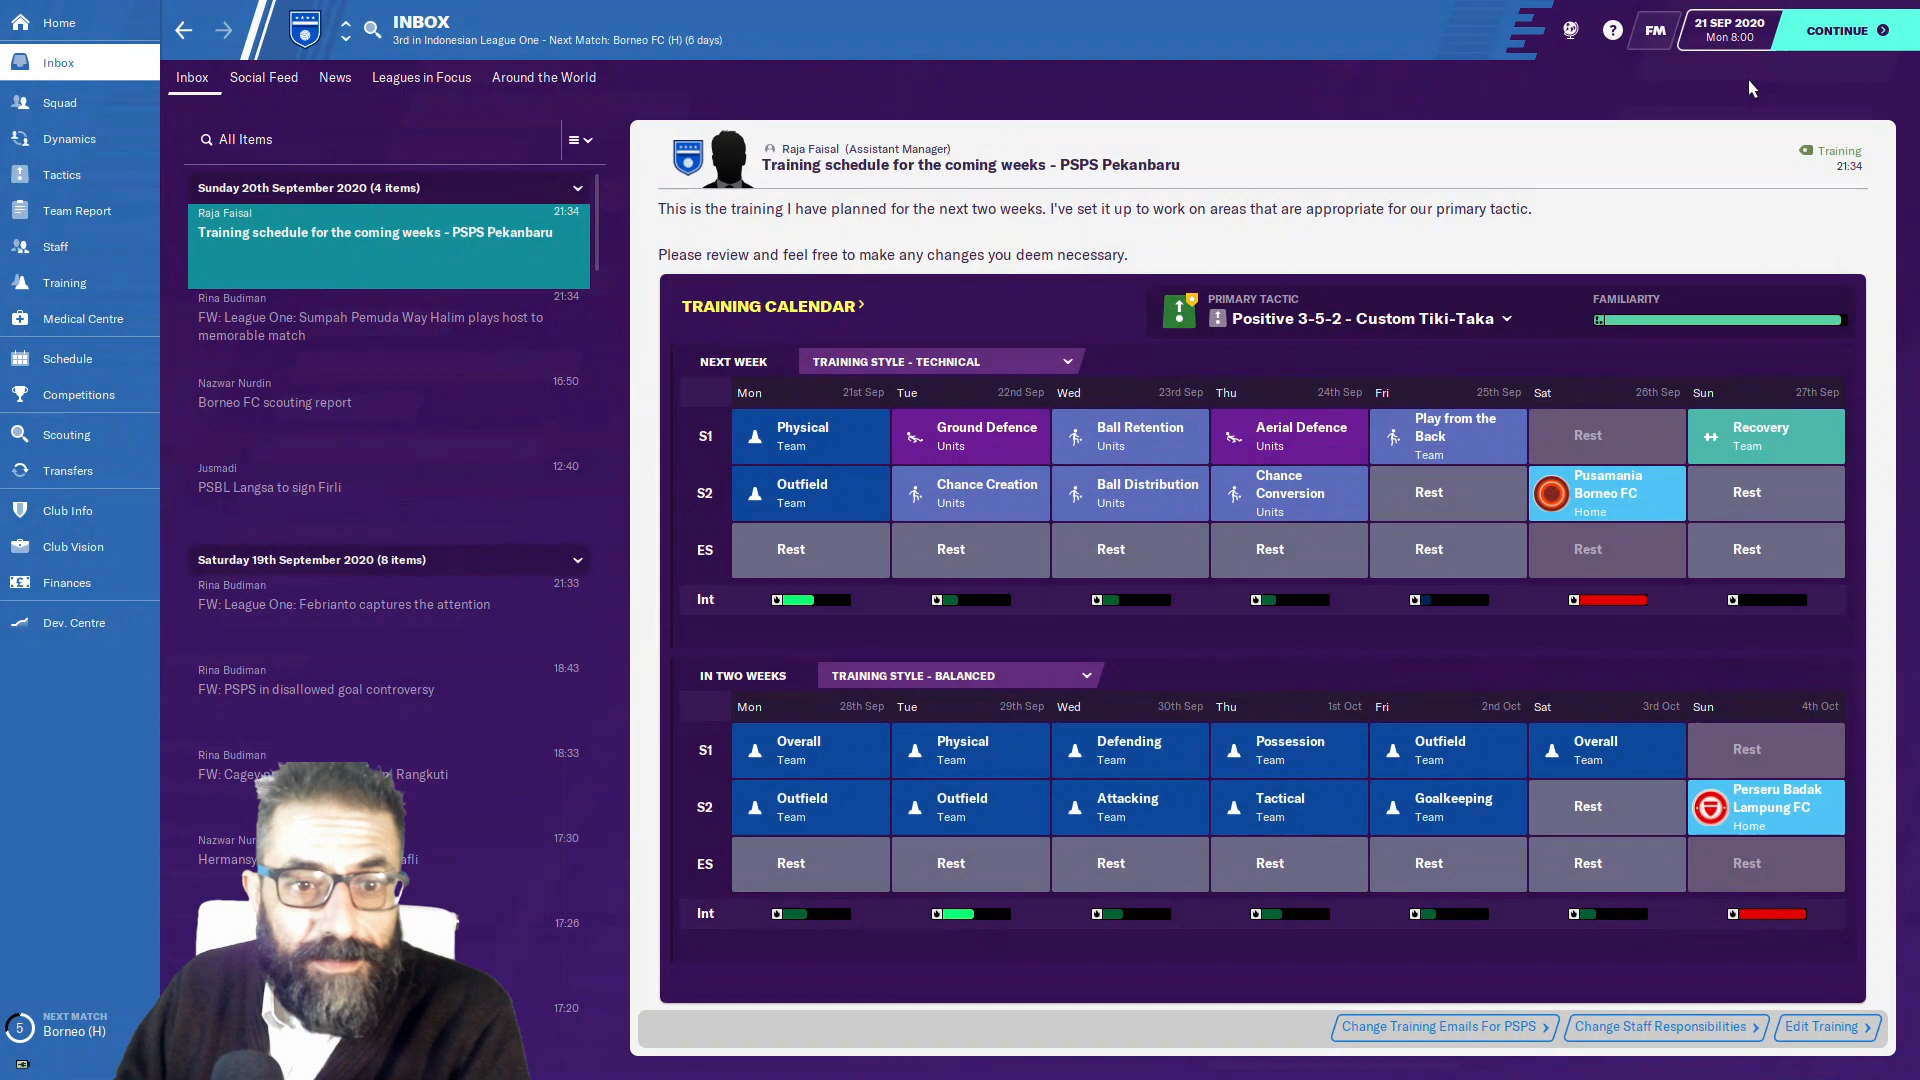 Home
Inbox
Squad
Dynamics
Tactics
Team Report
Staff
Training
Medical Centre
Schedule
Competitions
Scouting
Transfers
Club Info
Club Vision
Finances
Dev. Centre
5
NEXT MATCH
Borneo (H)
INBOX
3rd in Indonesian League One - Next Match: Borneo FC (H) (6 days)
FM
21 SEP 2020
Mon 8:00
CONTINUE
Inbox
Social Feed
News
Leagues in Focus
Around the World
All Items
Sunday 20th September 2020 (4 items)
Raja Faisal 21:34
Training schedule for the coming weeks - PSPS Pekanbaru
Rina Budiman 21:34
FW: League One: Sumpah Pemuda Way Halim plays host to
memorable match
Nazwar Nurdin 16:50
Borneo FC scouting report
Jusmadi 12:40
PSBL Langsa to sign Firli
Saturday 19th September 2020 (8 items)
Rina Budiman 21:33
FW: League One: Febrianto captures the attention
Rina Budiman 18:43
FW: PSPS in disallowed goal controversy
Rina Budiman 18:33
FW: Rangkuti
17:30
17:26
17:20
Raja Faisal (Assistant Manager)
Training schedule for the coming weeks - PSPS Pekanbaru
Training
21:34
This is the training I have planned for the next two weeks. I've set it up to work on areas that are appropriate for our primary tactic.
Please review and feel free to make any changes you deem necessary.
TRAINING CALENDAR
PRIMARY TACTIC
Positive 3-5-2 - Custom Tiki-Taka
FAMILIARITY
NEXT WEEK
TRAINING STYLE - TECHNICAL
Mon 21st Sep Tue 22nd Sep Wed 23rd Sep Thu 24th Sep Fri 25th Sep Sat 26th Sep Sun 27th Sep
S1
Physical
Team
Ground Defence
Units
Ball Retention
Units
Aerial Defence
Units
Play from the
Back
Team
Rest
Recovery
Team
S2
Outfield
Team
Chance Creation
Units
Ball Distribution
Units
Chance
Conversion
Units
Rest
Pusamania
Borneo FC
Home
Rest
ES
Rest Rest Rest Rest Rest Rest Rest
Int
IN TWO WEEKS
TRAINING STYLE - BALANCED
Mon 28th Sep Tue 29th Sep Wed 30th Sep Thu 1st Oct Fri 2nd Oct Sat 3rd Oct Sun 4th Oct
S1
Overall
Team
Physical
Team
Defending
Team
Possession
Team
Outfield
Team
Overall
Team
Rest
S2
Outfield
Team
Outfield
Team
Attacking
Team
Tactical
Team
Goalkeeping
Team
Rest
Perseru Badak
Lampung FC
Home
ES
Rest Rest Rest Rest Rest Rest Rest
Int
Change Training Emails For PSPS
Change Staff Responsibilities
Edit Training